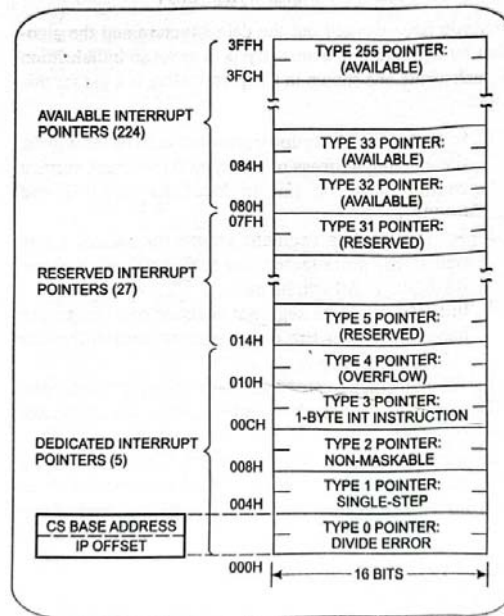 3FFH
TYPE 255 POINTER:
(AVAILABLE)
3FCH
AVAILABLE INTERRUPT
POINTERS (224)
TYPE 33 POINTER:
(AVAILABLE)
084H
TYPE 32 POINTER:
(AVAILABLE)
080H
07FH
TYPE 31 POINTER:
(RESERVED)
RESERVED INTERRUPT
POINTERS (27)
TYPE 5 POINTER:
(RESERVED)
014H
TYPE 4 POINTER:
(OVERFLOW)
010H
TYPE 3 POINTER:
1-BYTE INT INSTRUCTION
00CH
DEDICATED INTERRUPT
POINTERS (5)
TYPE 2 POINTER:
NON-MASKABLE
008H
TYPE 1 POINTER:
SINGLE-STEP
004H
CS BASE ADDRESS
IP OFFSET
TYPE 0 POINTER:
DIVIDE ERROR
000H
16 BITS